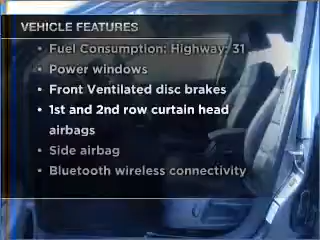 VEHICLE FEATURES
• Fuel Consumption: Highway: 31
• Power windows
• Front Ventilated disc brakes
• 1st and 2nd row curtain head
airbags
• Side airbag
• Bluetooth wireless connectivity